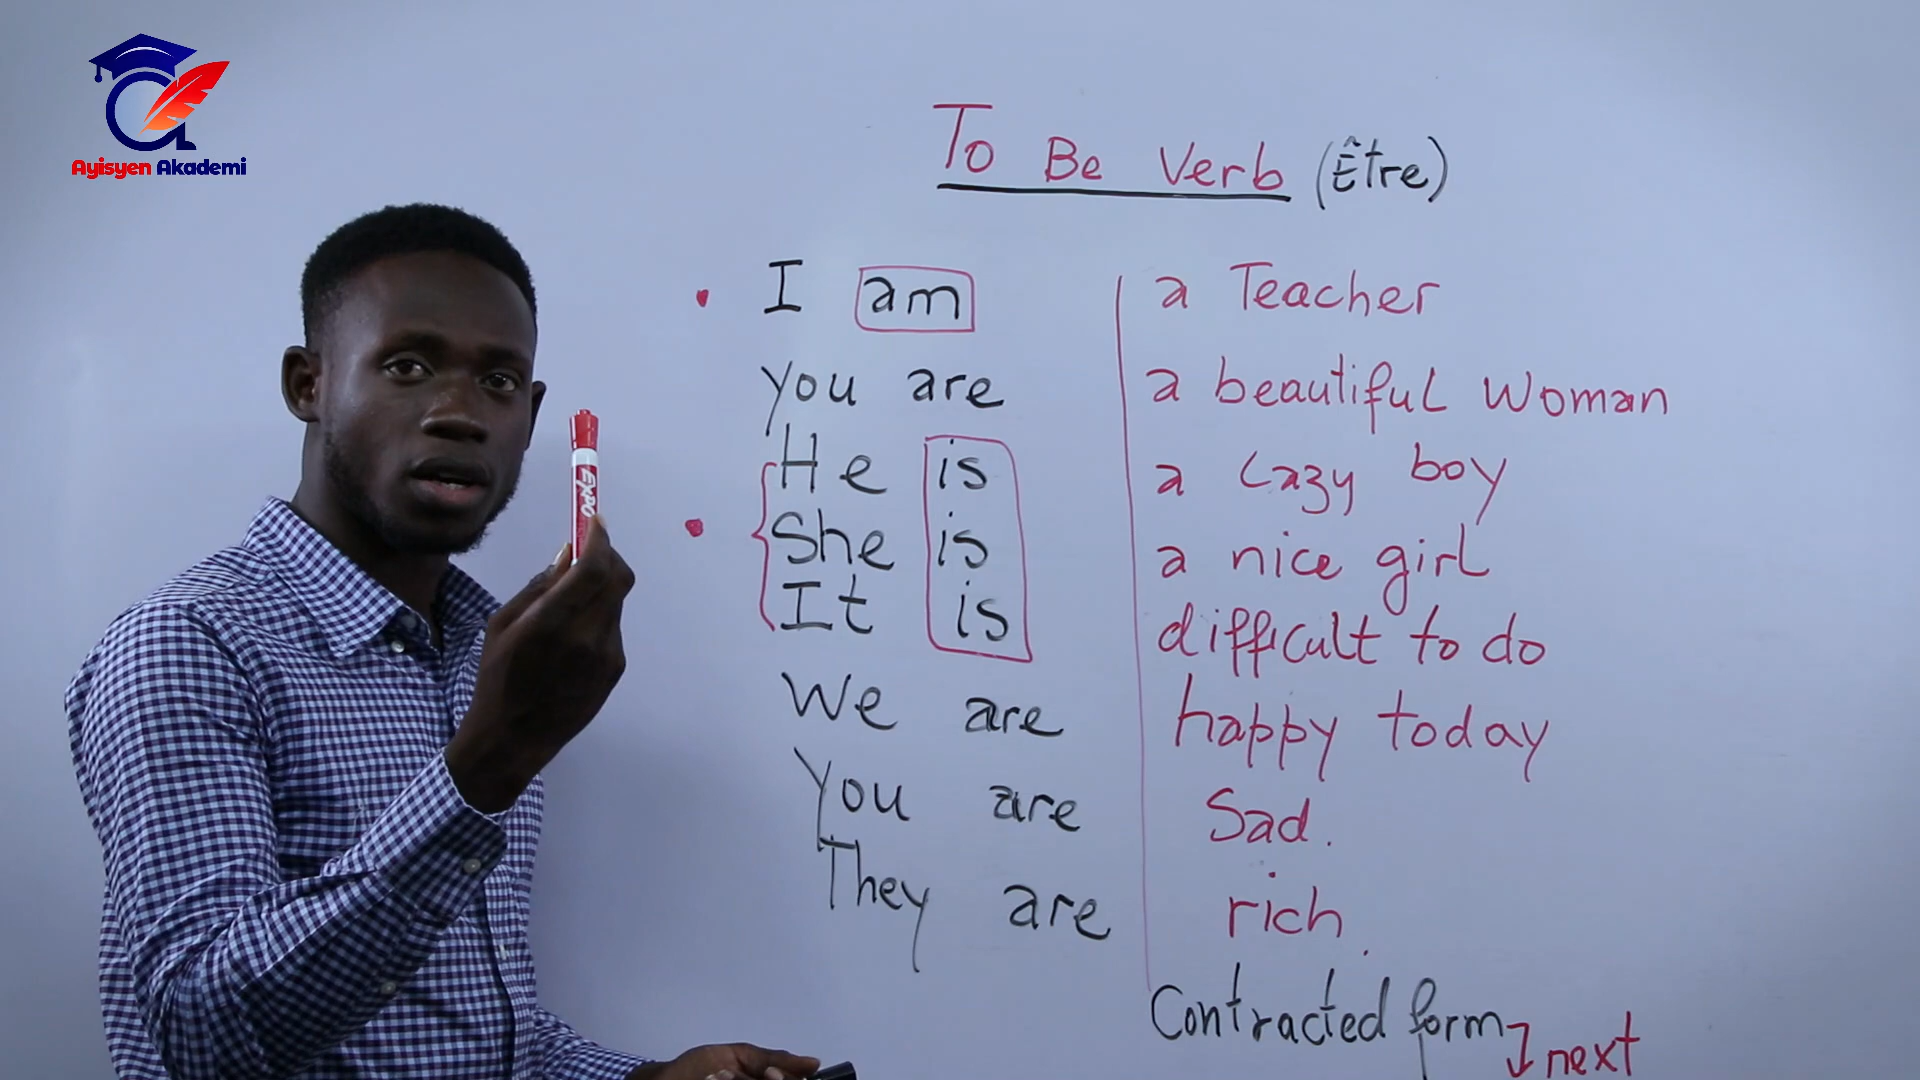 Ayisyen Akademi
To Be Verb (Être)
I am a Teacher
you are a beautiful woman
He is a Lazy boy
She is a nice girl
It is difficult to do
We are happy today
You are Sad.
They are rich.
Contracted form
next
EXPO